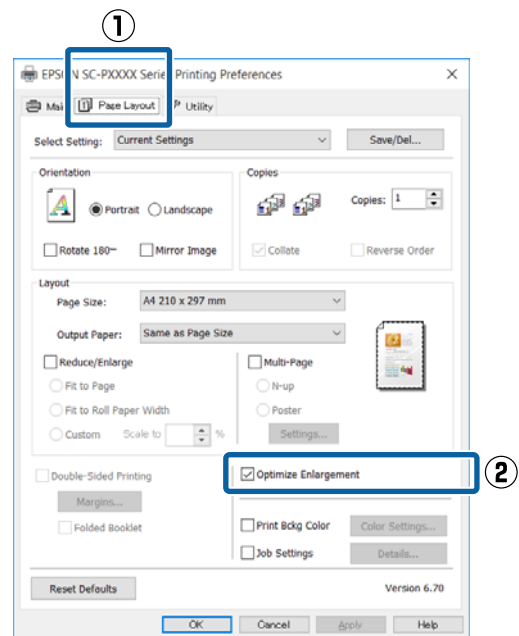 ①
EPSON SC-PXXXX Series Printing Preferences
Main Page Layout Utility
Select Setting: Current Settings Save/Del...
Orientation Copies
A Portrait Landscape Copies: 1
Rotate 180° Mirror Image Collate Reverse Order
Layout
Page Size: A4 210 x 297 mm
Output Paper: Same as Page Size
Reduce/Enlarge Multi-Page
Fit to Page N-up
Fit to Roll Paper Width Poster
Custom Scale to % Settings...
Double-Sided Printing Optimize Enlargement ②
Margins...
Folded Booklet Print Bckg Color Color Settings...
Job Settings Details...
Reset Defaults Version 6.70
OK Cancel Apply Help